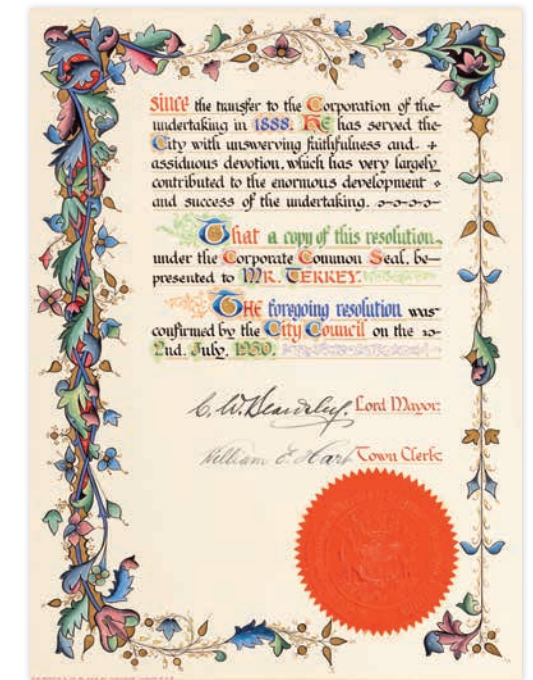 Since the transfer to the Corporation of the
undertaking in 1888. He has served the
City with unswerving faithfulness and
assiduous devotion, which has very largely
contributed to the enormous development
and success of the undertaking.
That a copy of this resolution
under the Corporate Common Seal, be
presented to MR. TERREY.
THE foregoing resolution was
confirmed by the City Council on the
2nd. July. 1930.
C. W. Beardsley. Lord Mayor
William E. Hart Town Clerk